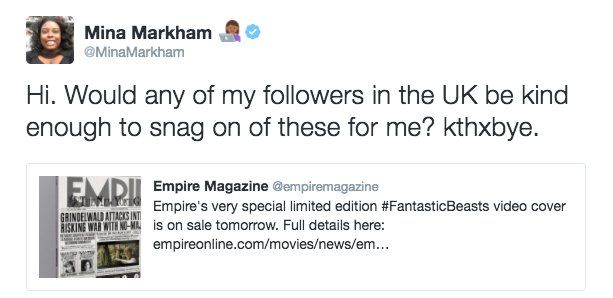 Mina Markham
@MinaMarkham
Hi. Would any of my followers in the UK be kind
enough to snag on of these for me? kthxbye.
Empire Magazine @empiremagazine
Empire's very special limited edition #FantasticBeasts video cover
is on sale tomorrow. Full details here:
empireonline.com/movies/news/em…
EMPI
GRINDELWALD ATTACKS INT
RISKING WAR WITH NO-MA